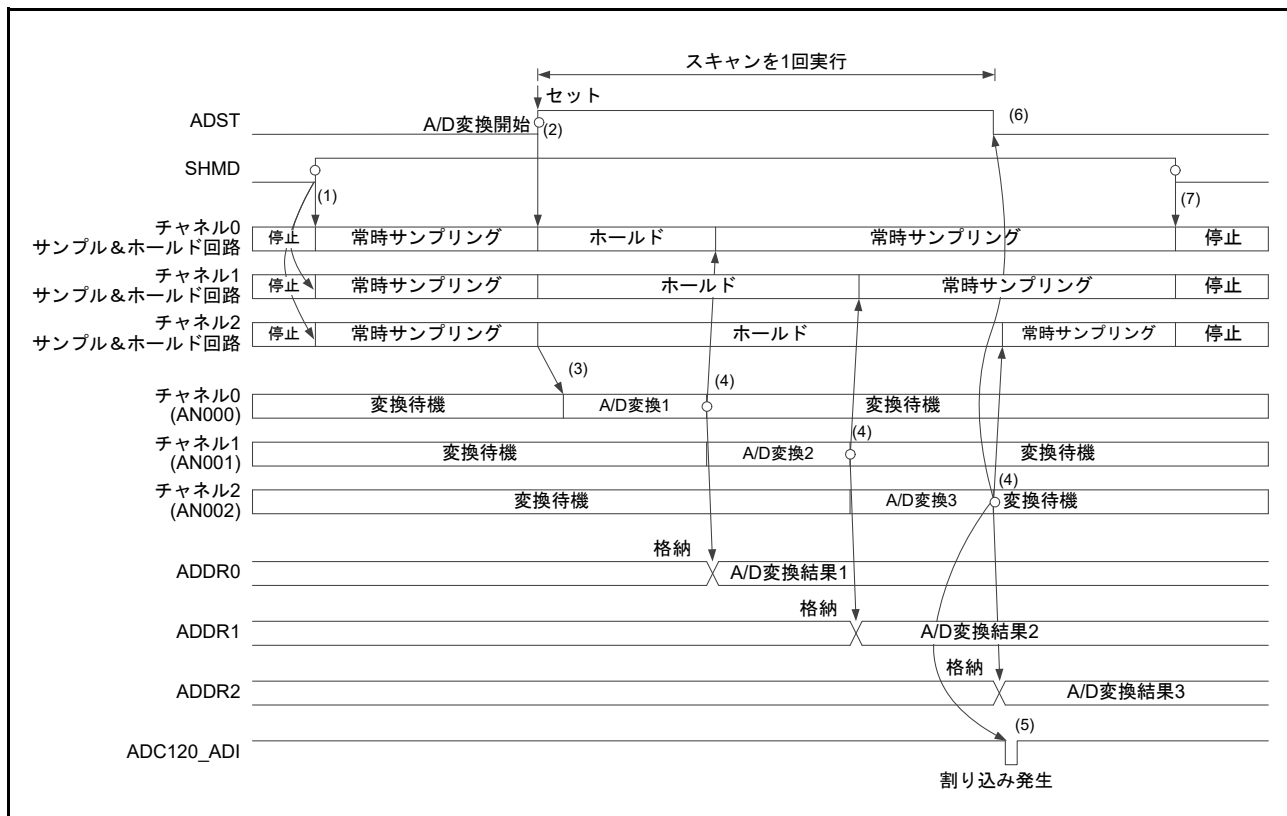 スキャンを1回実行
セット
ADST
A/D変換開始
(2)
(6)
SHMD
(1)
(7)
チャネル0
サンプル＆ホールド回路
停止
常時サンプリング
ホールド
常時サンプリング
停止
チャネル1
サンプル＆ホールド回路
停止
常時サンプリング
ホールド
常時サンプリング
停止
チャネル2
サンプル＆ホールド回路
停止
常時サンプリング
ホールド
常時サンプリング
停止
(3)
(4)
チャネル0
(AN000)
変換待機
A/D変換1
変換待機
(4)
チャネル1
(AN001)
変換待機
A/D変換2
変換待機
(4)
チャネル2
(AN002)
変換待機
A/D変換3
変換待機
格納
ADDR0
A/D変換結果1
格納
ADDR1
A/D変換結果2
格納
ADDR2
A/D変換結果3
(5)
ADC120_ADI
割り込み発生